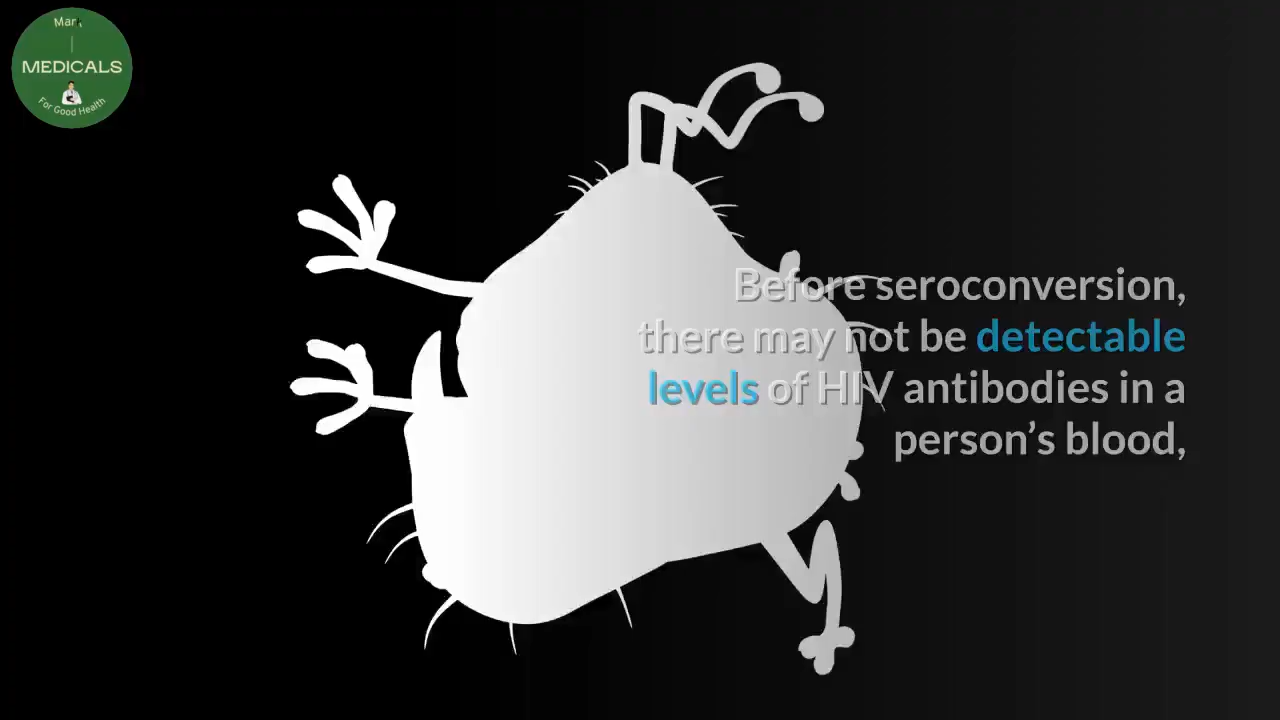 Mark
MEDICALS
For Good Health
Before seroconversion,
there may not be detectable
levels of HIV antibodies in a
person’s blood,